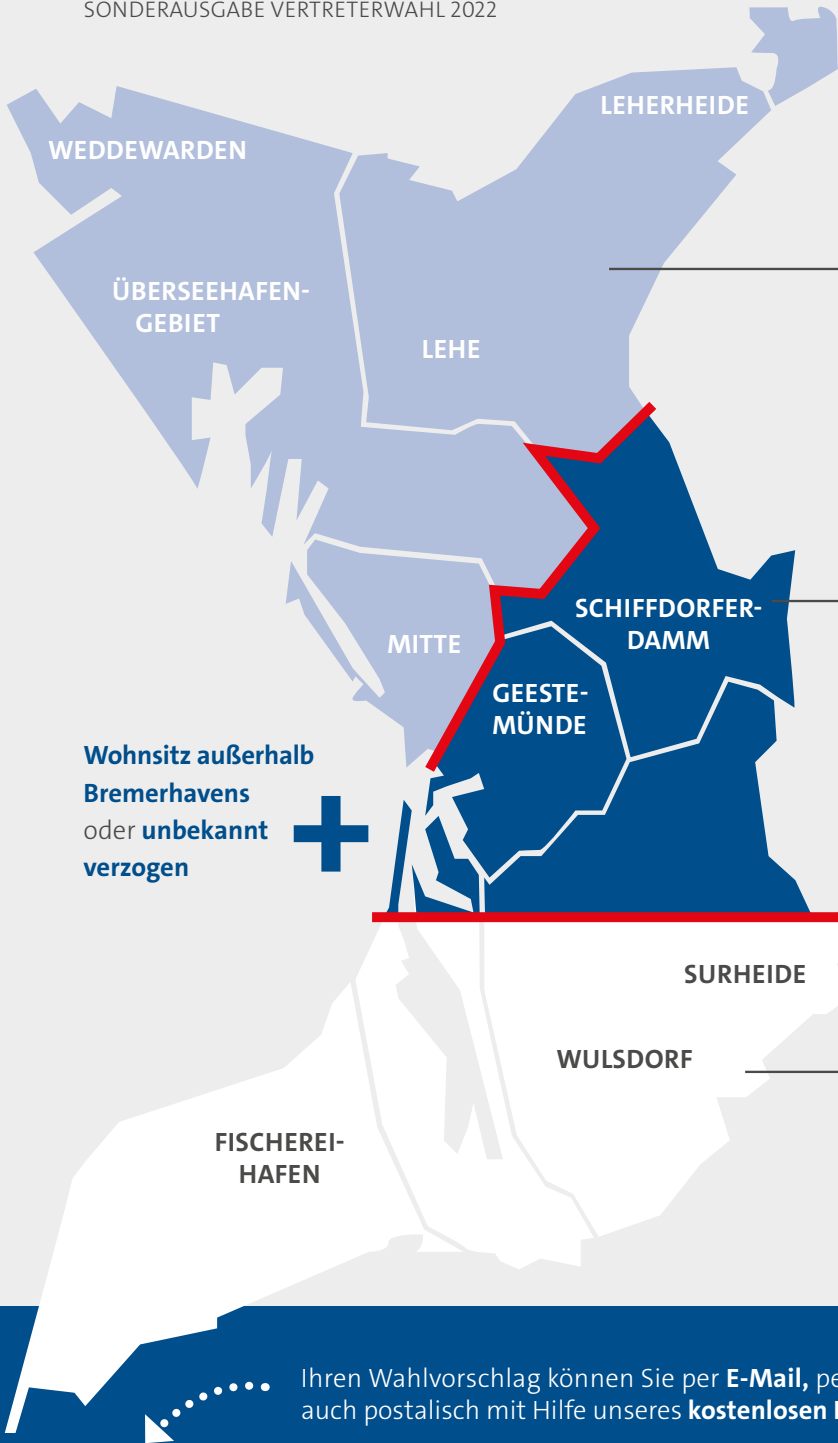 SONDERAUSGABE VERTRETERWAHL 2022
LEHERHEIDE
WEDDEWARDEN
ÜBERSEEHAFEN-
GEBIET
LEHE
SCHIFFDORFER-
DAMM
MITTE
GEESTE-
MÜNDE
Wohnsitz außerhalb
Bremerhavens
oder unbekannt
verzogen
SURHEIDE
WULSDORF
FISCHEREI-
HAFEN
Ihren Wahlvorschlag können Sie per E-Mail,
auch postalisch mit Hilfe unseres kostenlosen